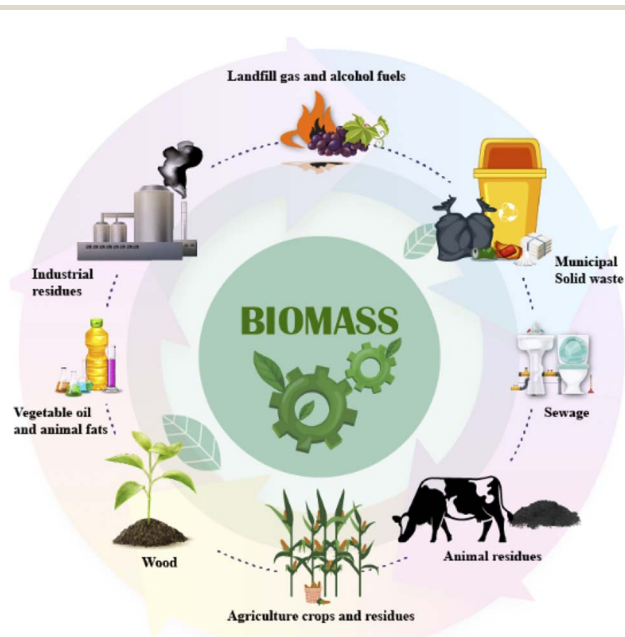 Landfill gas and alcohol fuels
Municipal
Solid waste
Industrial
residues
BIOMASS
Vegetable oil
and animal fats
Sewage
Wood
Animal residues
Agriculture crops and residues